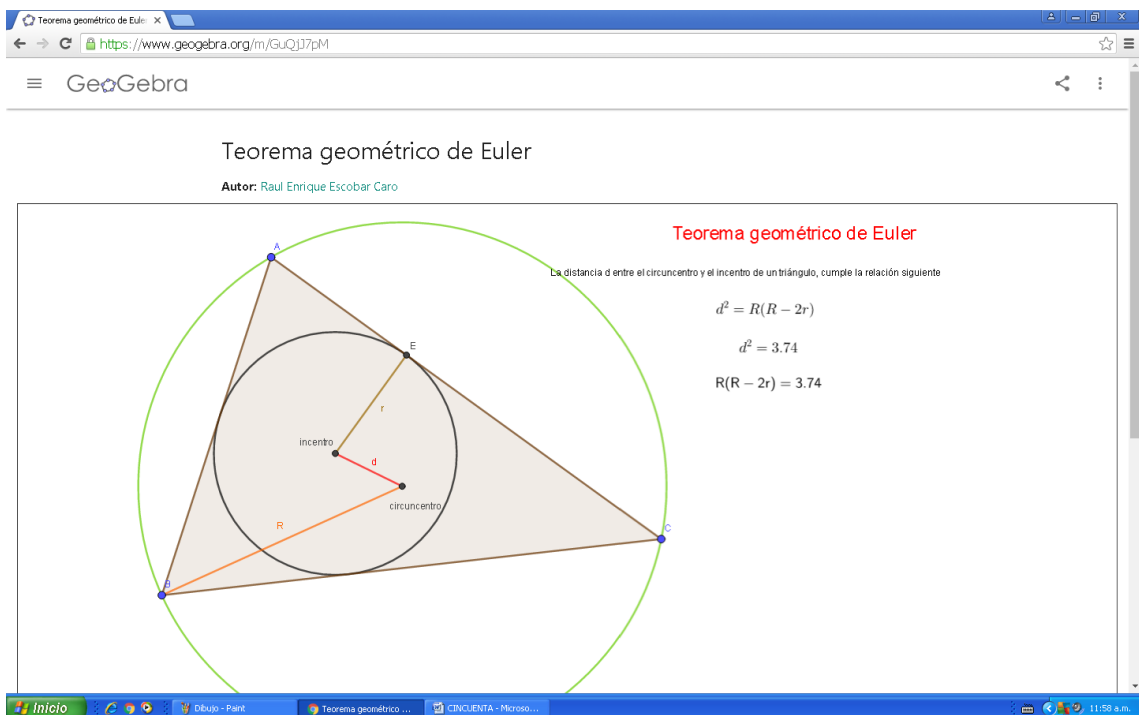 Teorema geométrico de Eule
https://www.geogebra.org/m/GuQjJ7pM
GeoGebra
Teorema geométrico de Euler
Autor: Raul Enrique Escobar Caro
Teorema geométrico de Euler
La distancia d entre el circuncentro y el incentro de un triángulo, cumple la relación siguiente
d² = R(R − 2r)
d² = 3.74
R(R − 2r) = 3.74
A
E
r
incentro
d
circuncentro
R
C
B
Inicio
Dibujo - Paint
Teorema geométrico ...
CINCUENTA - Microso...
11:58 a.m.